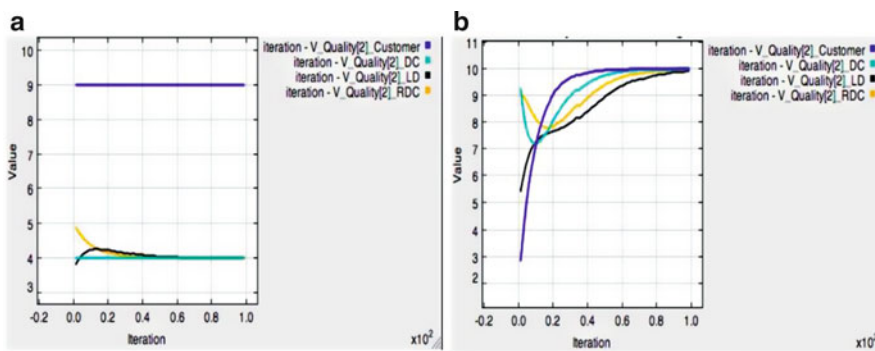 a
iteration - V_Quality[2]_Customer
iteration - V_Quality[2]_DC
iteration - V_Quality[2]_LD
iteration - V_Quality[2]_RDC
10
9
8
7
6
5
4
3
Value
-0.2 0.0 0.2 0.4 0.6 0.8 1.0
Iteration
x10²
b
iteration - V_Quality[2]_Customer
iteration - V_Quality[2]_DC
iteration - V_Quality[2]_LD
iteration - V_Quality[2]_RDC
11
10
9
8
7
6
5
4
3
2
Value
-0.2 0.0 0.2 0.4 0.6 0.8 1.0
Iteration